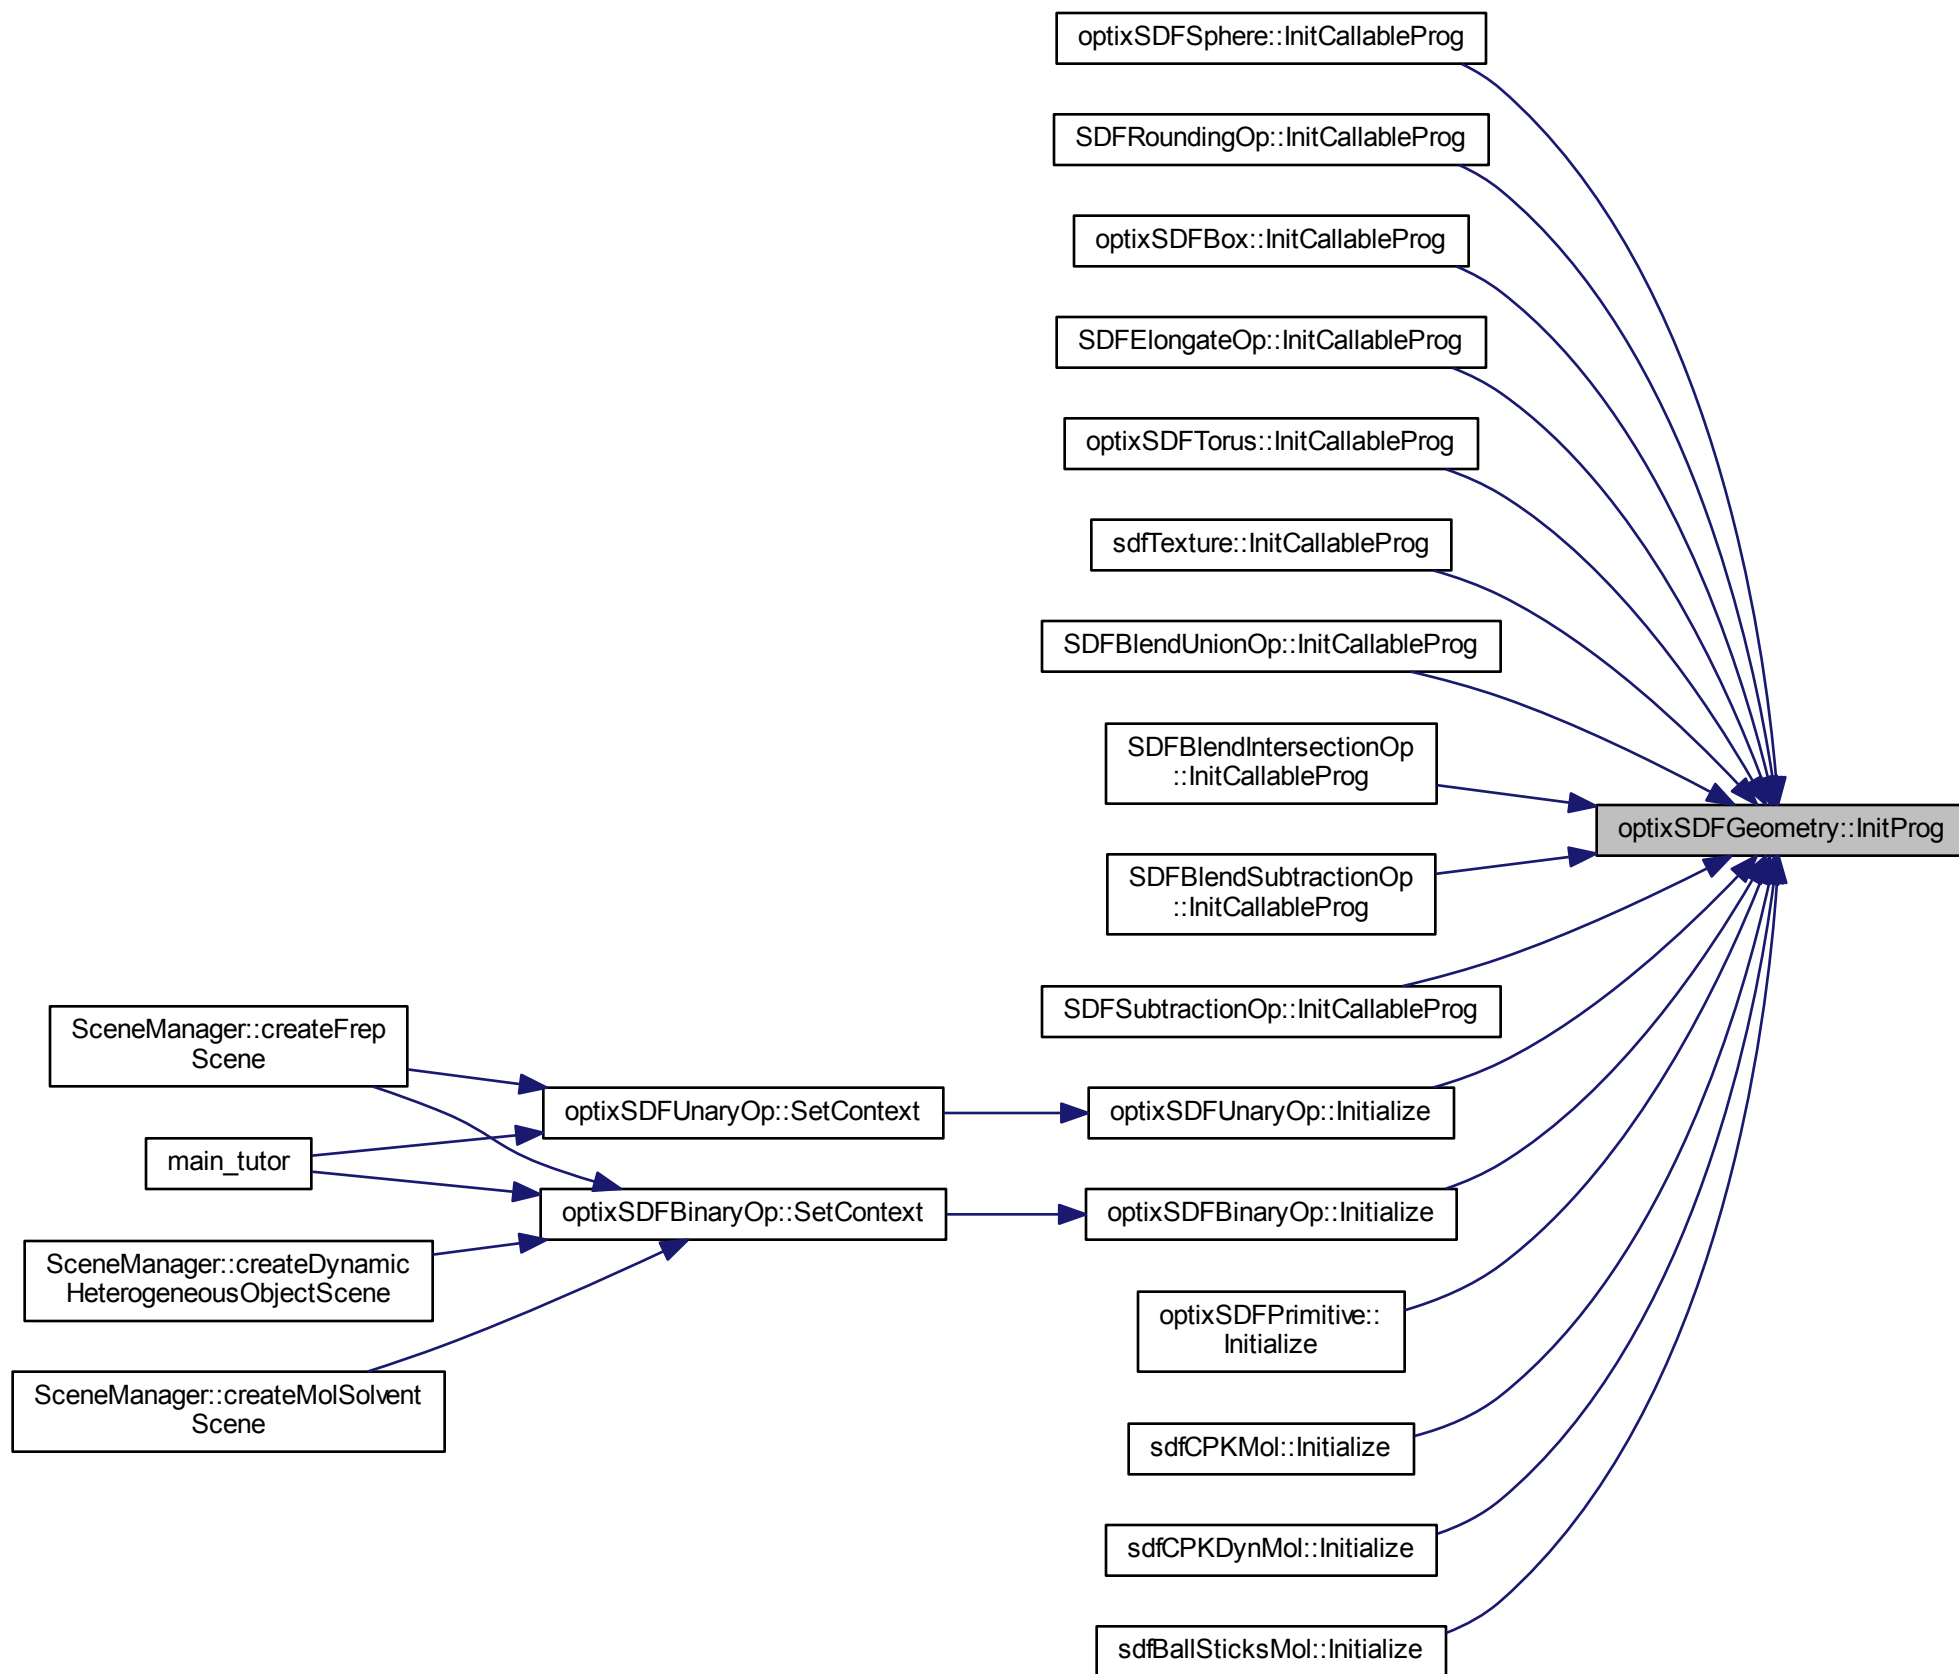 optixSDFSphere::InitCallableProg
SDFRoundingOp::InitCallableProg
optixSDFBox::InitCallableProg
SDFElongateOp::InitCallableProg
optixSDFTorus::InitCallableProg
sdfTexture::InitCallableProg
SDFBlendUnionOp::InitCallableProg
SDFBlendIntersectionOp
::InitCallableProg
optixSDFGeometry::InitProg
SDFBlendSubtractionOp
::InitCallableProg
SDFSubtractionOp::InitCallableProg
SceneManager::createFrep
Scene
optixSDFUnaryOp::SetContext
optixSDFUnaryOp::Initialize
main_tutor
optixSDFBinaryOp::SetContext
optixSDFBinaryOp::Initialize
SceneManager::createDynamic
HeterogeneousObjectScene
optixSDFPrimitive::
Initialize
SceneManager::createMolSolvent
Scene
sdfCPKMol::Initialize
sdfCPKDynMol::Initialize
sdfBallSticksMol::Initialize